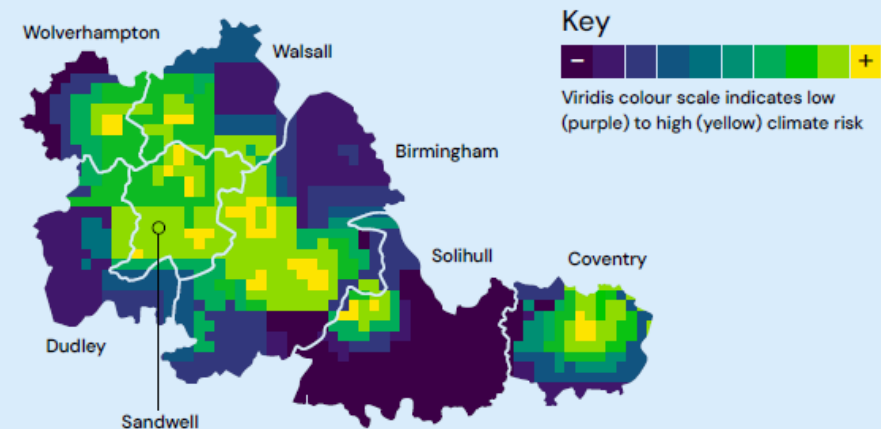 Key
− +
Viridis colour scale indicates low
(purple) to high (yellow) climate risk
Wolverhampton
Walsall
Birmingham
Solihull
Coventry
Dudley
Sandwell